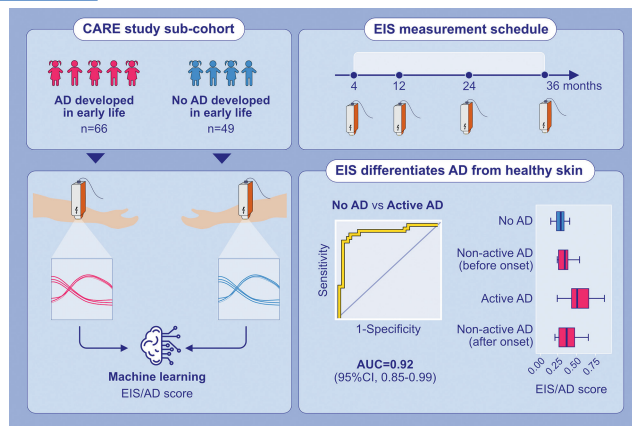 CARE study sub-cohort
AD developed
in early life
n=66
No AD developed
in early life
n=49
EIS measurement schedule
4
12
24
36 months
Machine learning
EIS/AD score
EIS differentiates AD from healthy skin
No AD vs Active AD
Sensitivity
1-Specificity
AUC=0.92
(95%CI, 0.85-0.99)
No AD
Non-active AD
(before onset)
Active AD
Non-active AD
(after onset)
0.00
0.25
0.50
0.75
EIS/AD score